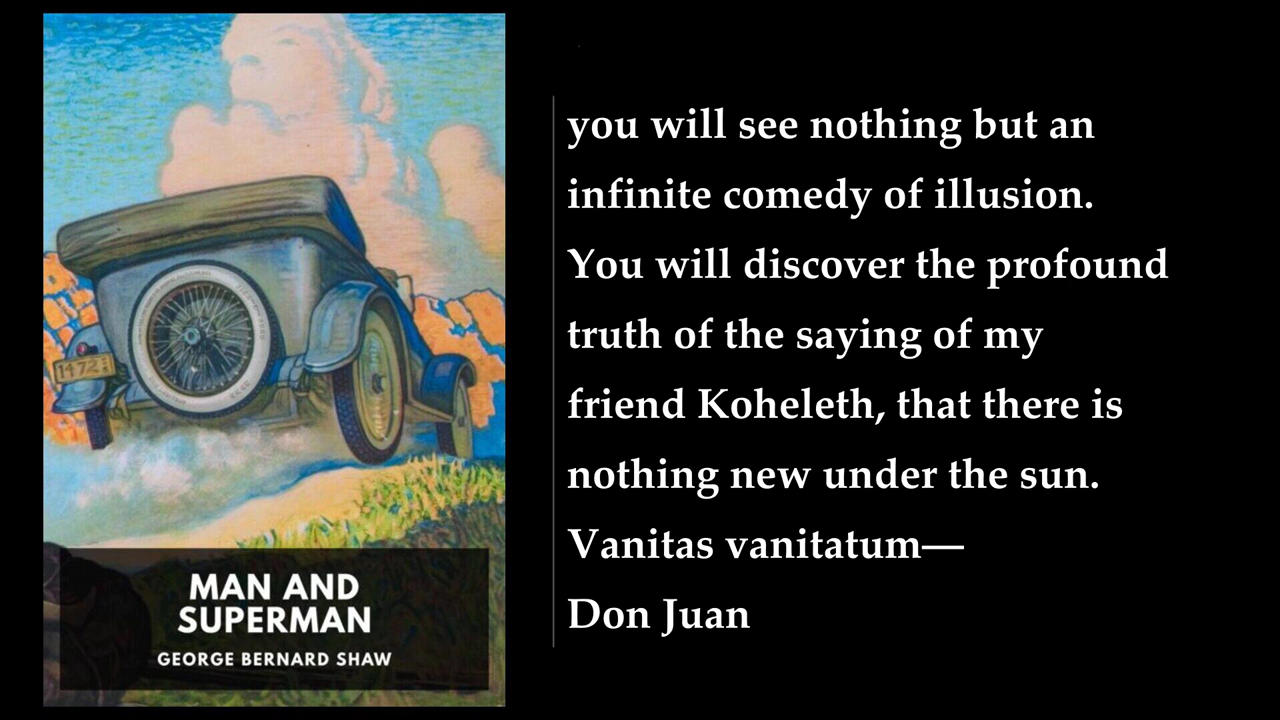 you will see nothing but an
infinite comedy of illusion.
You will discover the profound
truth of the saying of my
friend Koheleth, that there is
nothing new under the sun.
Vanitas vanitatum—
Don Juan
1472
MAN AND
SUPERMAN
GEORGE BERNARD SHAW